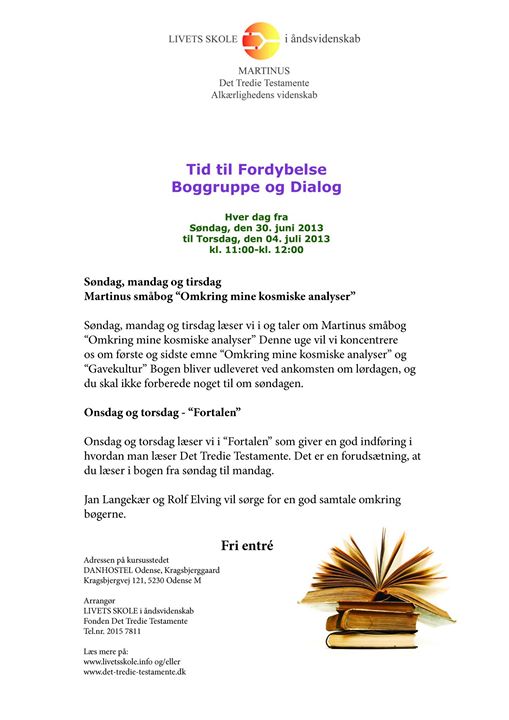 LIVETS SKOLE i åndsvidenskab
MARTINUS
Det Tredie Testamente
Alkærlighedens videnskab
Tid til Fordybelse
Boggruppe og Dialog
Hver dag fra
Søndag, den 30. juni 2013
til Torsdag, den 04. juli 2013
kl. 11:00-kl. 12:00
Søndag, mandag og tirsdag
Martinus småbog “Omkring mine kosmiske analyser”
Søndag, mandag og tirsdag læser vi i og taler om Martinus småbog
“Omkring mine kosmiske analyser” Denne uge vil vi koncentrere
os om første og sidste emne “Omkring mine kosmiske analyser” og
“Gavekultur” Bogen bliver udleveret ved ankomsten om lørdagen, og
du skal ikke forberede noget til om søndagen.
Onsdag og torsdag - “Fortalen”
Onsdag og torsdag læser vi i “Fortalen” som giver en god indføring i
hvordan man læser Det Tredie Testamente. Det er en forudsætning, at
du læser i bogen fra søndag til mandag.
Jan Langekær og Rolf Elving vil sørge for en god samtale omkring
bøgerne.
Fri entré
Adressen på kursusstedet
DANHOSTEL Odense, Kragsbjerggaard
Kragsbjergvej 121, 5230 Odense M
Arrangør
LIVETS SKOLE i åndsvidenskab
Fonden Det Tredie Testamente
Tel.nr. 2015 7811
Læs mere på:
www.livetsskole.info og/eller
www.det-tredie-testamente.dk